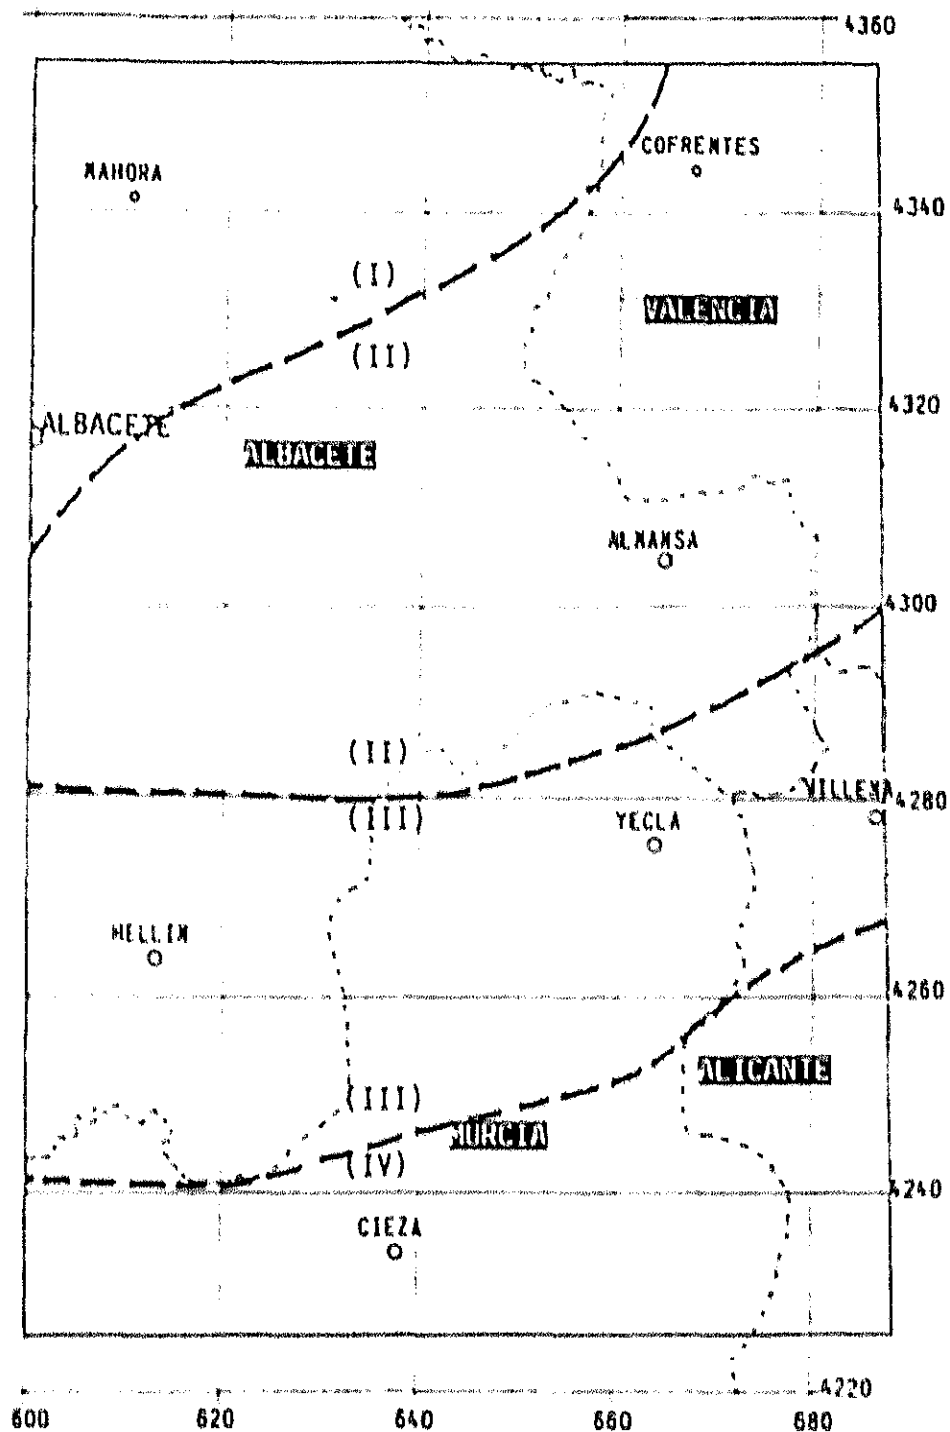 4360
COFRENTES
MAHORA
4340
(I)
VALENCIA
(II)
4320
ALBACETE
ALBACETE
ALMANSA
4300
(II)
VILLENA
4280
(III)
YECLA
HELLIN
4260
ALICANTE
(III)
MURCIA
(IV)
4240
CIEZA
4220
600 620 640 660 680